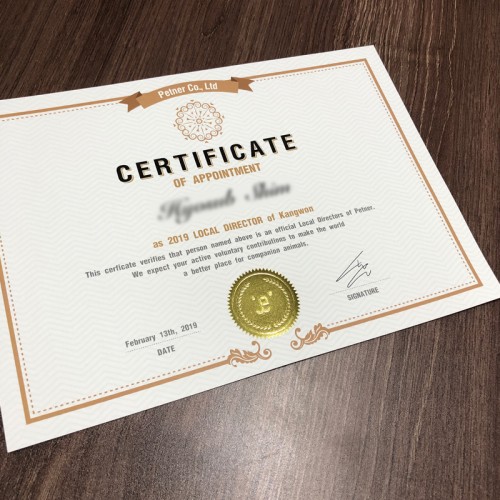 Petner Co., Ltd
CERTIFICATE
OF APPOINTMENT
as 2019 LOCAL DIRECTOR of Kangwon
This cerficate verifies that person named above is an official Local Directors of Petner.
We expect your active voluntary contributions to make the world
a better place for companion animals.
February 13th, 2019
DATE
SIGNATURE